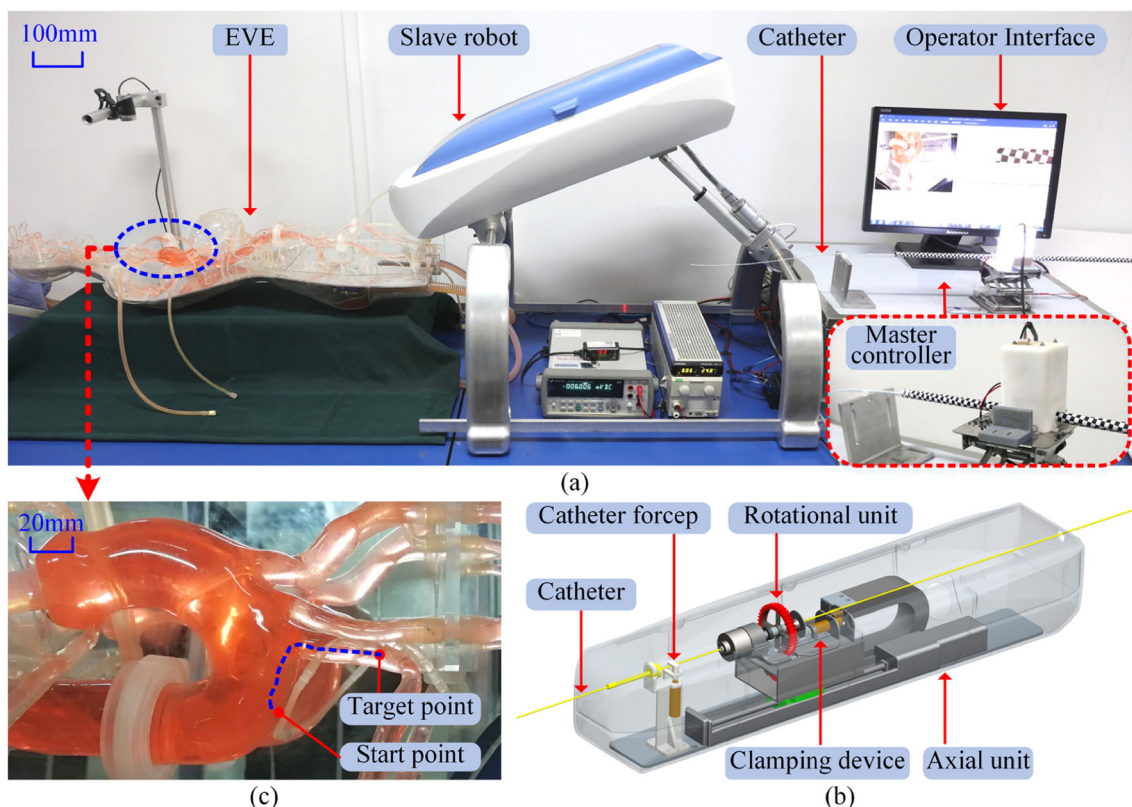 100mm
EVE
Slave robot
Catheter
Operator Interface
Master
controller
(a)
20mm
Target point
Start point
(c)
Catheter forcep
Rotational unit
Catheter
Clamping device
Axial unit
(b)